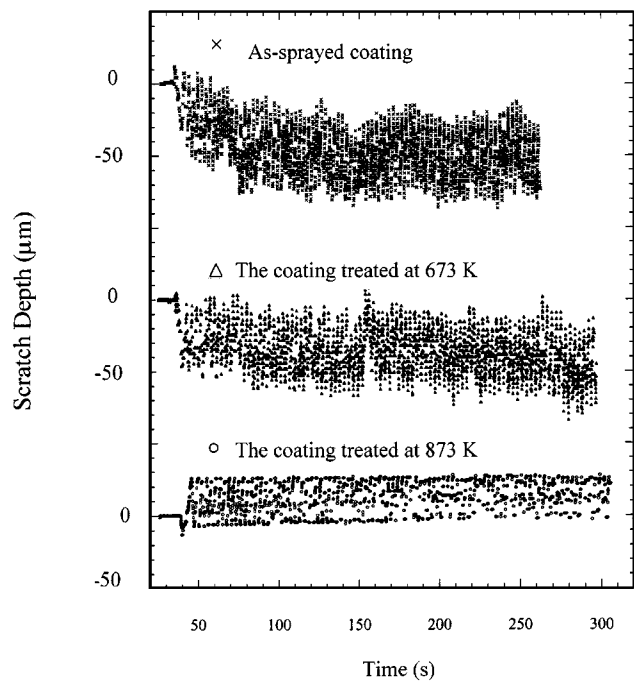 × As-sprayed coating
0
-50
△ The coating treated at 673 K
0
-50
○ The coating treated at 873 K
0
-50
Scratch Depth (μm)
50 100 150 200 250 300
Time (s)